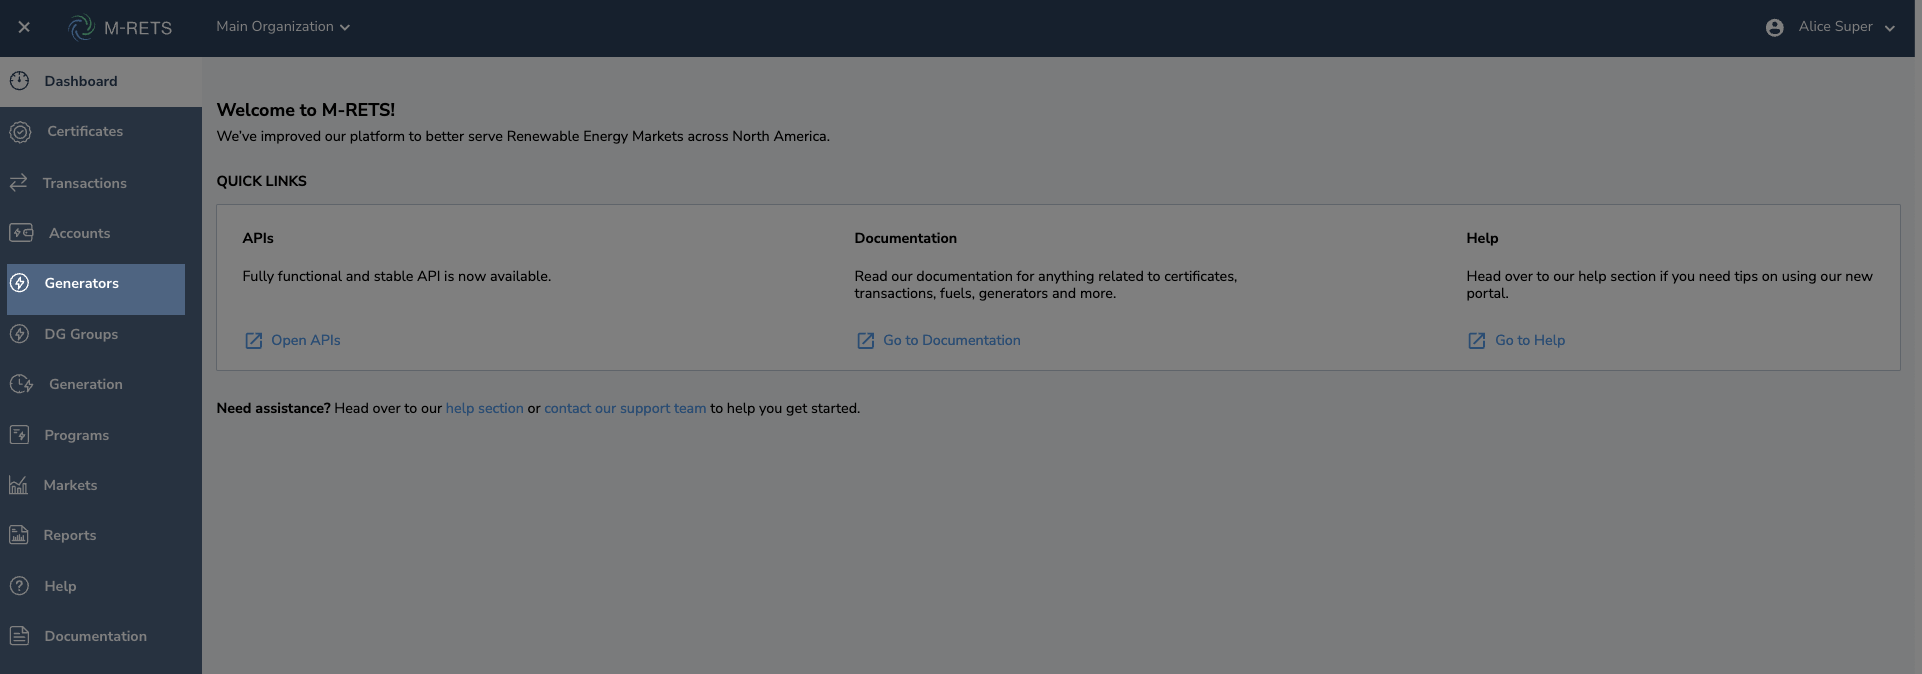 M-RETS
Main Organization
Alice Super
Dashboard
Certificates
Transactions
Accounts
Generators
DG Groups
Generation
Programs
Markets
Reports
Help
Documentation
Welcome to M-RETS!
We've improved our platform to better serve Renewable Energy Markets across North America.
QUICK LINKS
APIs
Fully functional and stable API is now available.
Open APIs
Documentation
Read our documentation for anything related to certificates,
transactions, fuels, generators and more.
Go to Documentation
Help
Head over to our help section if you need tips on using our new
portal.
Go to Help
Need assistance? Head over to our help section or contact our support team to help you get started.